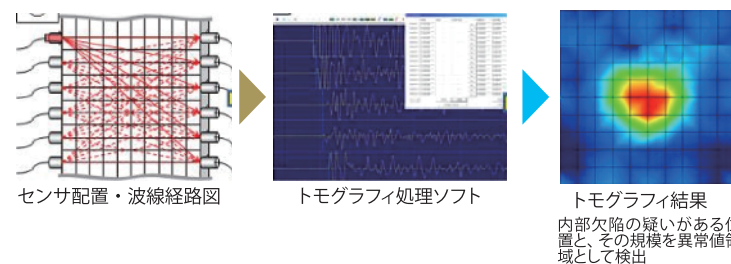 センサ配置・波線経路図
トモグラフィ処理ソフト
トモグラフィ結果
内部欠陥の疑いがある位
置と、その規模を異常値領
域として検出